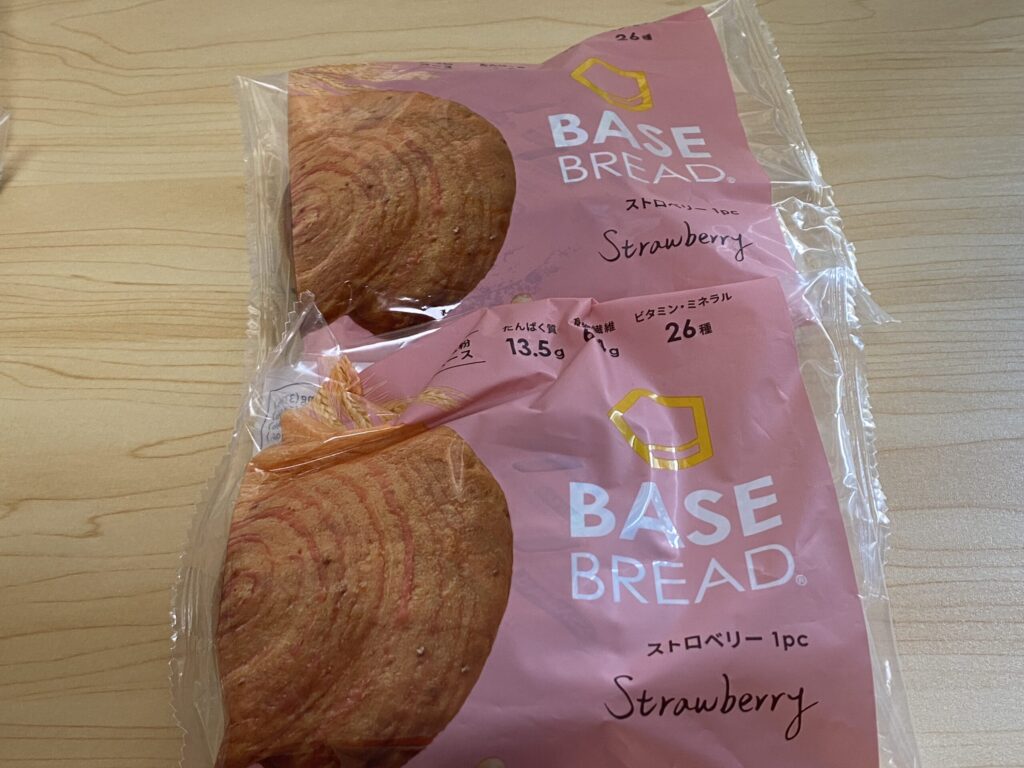 26種
BASE
BREAD®
ストロベリー 1pc
Strawberry
たんぱく質
13.5g
ビタミン・ミネラル
26種
BASE
BREAD®
ストロベリー 1pc
Strawberry